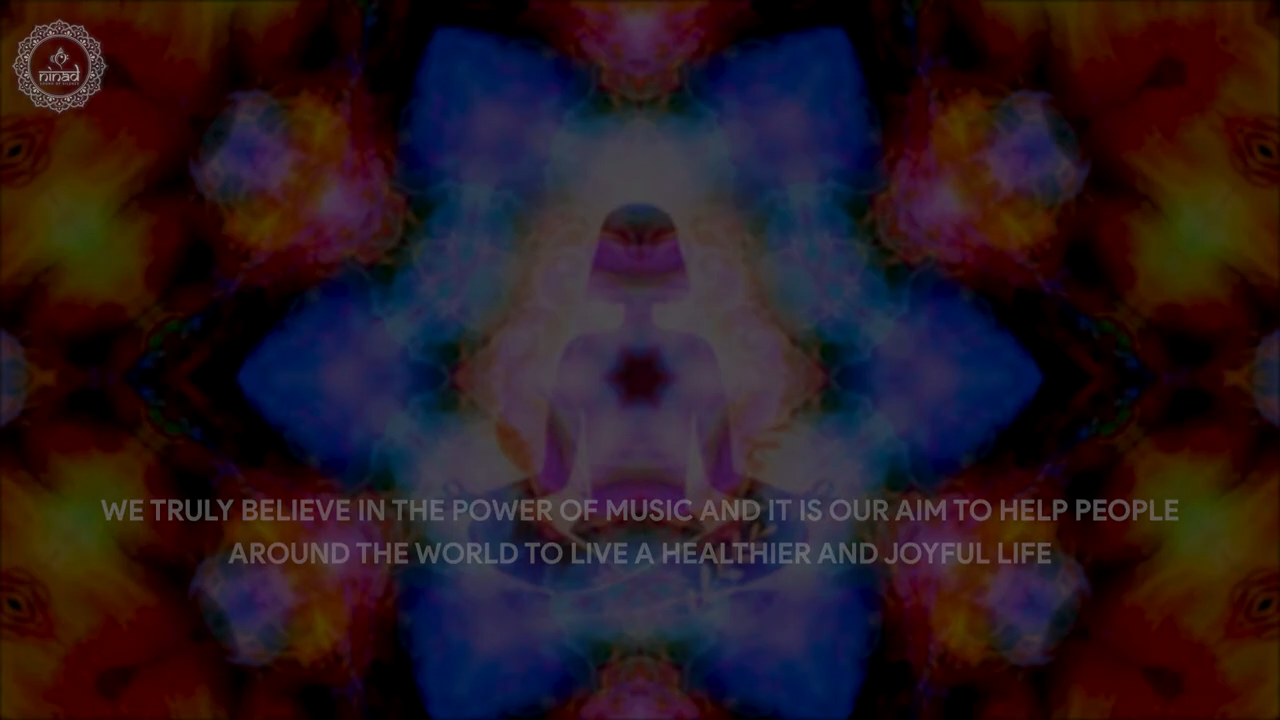 ninad
WE TRULY BELIEVE IN THE POWER OF MUSIC AND IT IS OUR AIM TO HELP PEOPLE
AROUND THE WORLD TO LIVE A HEALTHIER AND JOYFUL LIFE